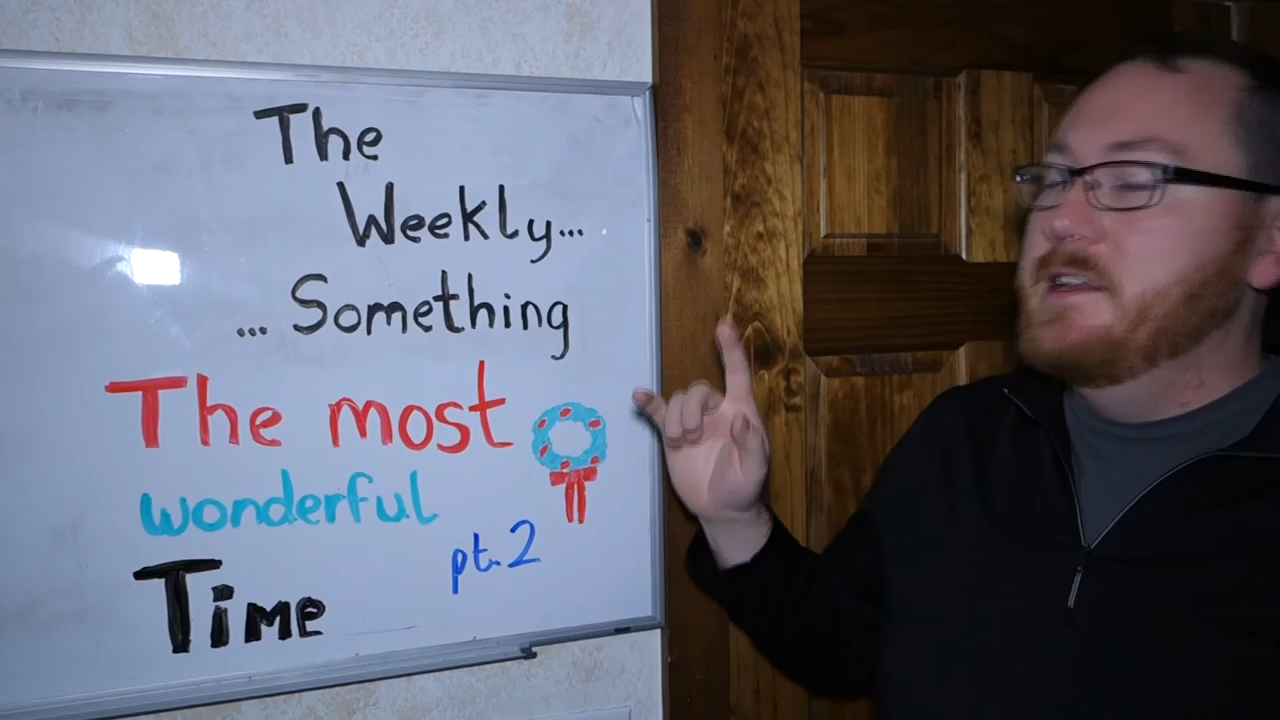 The
Weekly...
... Something
The most
wonderful
pt. 2
Time